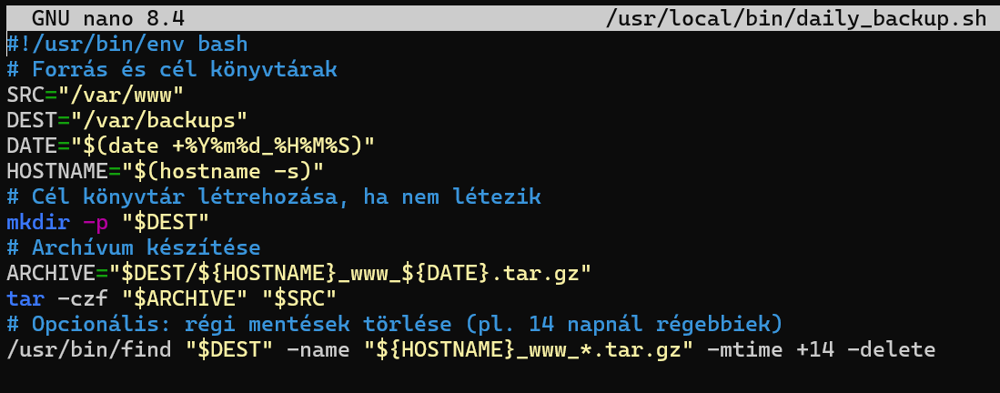 GNU nano 8.4 /usr/local/bin/daily_backup.sh
#!/usr/bin/env bash
# Forrás és cél könyvtárak
SRC="/var/www"
DEST="/var/backups"
DATE="$(date +%Y%m%d_%H%M%S)"
HOSTNAME="$(hostname -s)"
# Cél könyvtár létrehozása, ha nem létezik
mkdir -p "$DEST"
# Archívum készítése
ARCHIVE="$DEST/${HOSTNAME}_www_${DATE}.tar.gz"
tar -czf "$ARCHIVE" "$SRC"
# Opcionális: régi mentések törlése (pl. 14 napnál régebbiek)
/usr/bin/find "$DEST" -name "${HOSTNAME}_www_*.tar.gz" -mtime +14 -delete